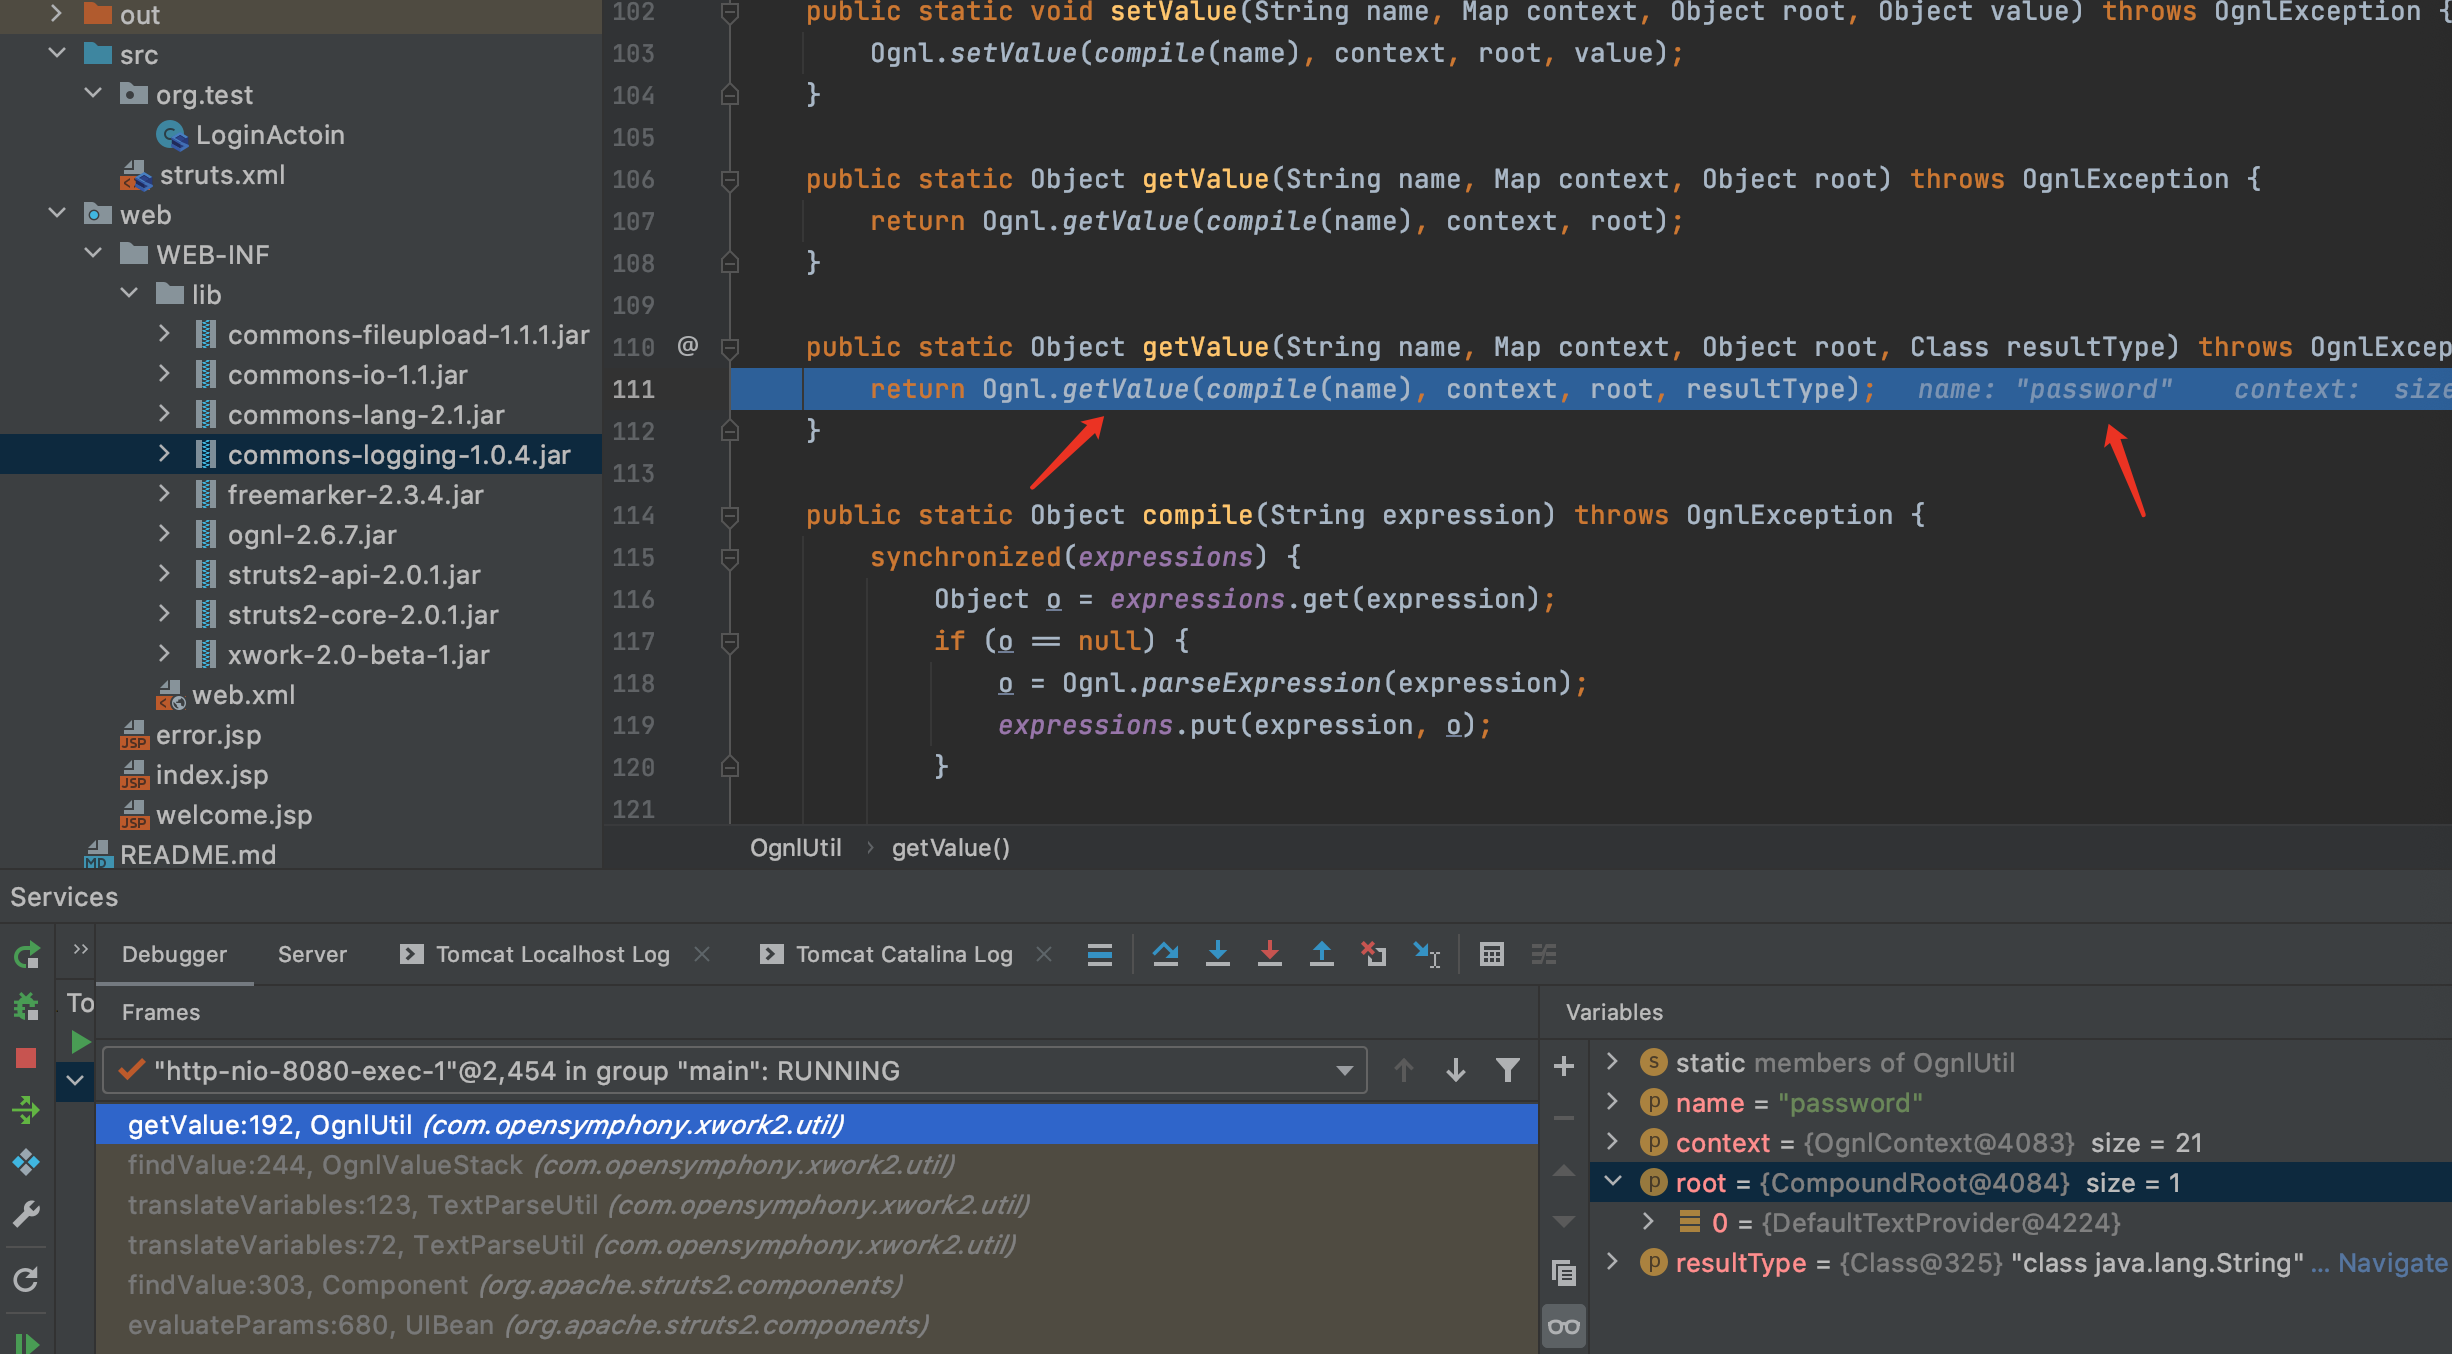 out
src
org.test
LoginActoin
struts.xml
web
WEB-INF
lib
commons-fileupload-1.1.1.jar
commons-io-1.1.jar
commons-lang-2.1.jar
commons-logging-1.0.4.jar
freemarker-2.3.4.jar
ognl-2.6.7.jar
struts2-api-2.0.1.jar
struts2-core-2.0.1.jar
xwork-2.0-beta-1.jar
web.xml
error.jsp
index.jsp
welcome.jsp
README.md
102 public static void setValue(String name, Map context, Object root, Object value) throws OgnlException {
103 Ognl.setValue(compile(name), context, root, value);
104 }
105
106 public static Object getValue(String name, Map context, Object root) throws OgnlException {
107 return Ognl.getValue(compile(name), context, root);
108 }
109
110 @ public static Object getValue(String name, Map context, Object root, Class resultType) throws OgnlExcep
111 return Ognl.getValue(compile(name), context, root, resultType); name: "password" context: size
112 }
113
114 public static Object compile(String expression) throws OgnlException {
115 synchronized(expressions) {
116 Object o = expressions.get(expression);
117 if (o == null) {
118 o = Ognl.parseExpression(expression);
119 expressions.put(expression, o);
120 }
121
OgnlUtil › getValue()
Services
Debugger Server Tomcat Localhost Log Tomcat Catalina Log
To
Frames
"http-nio-8080-exec-1"@2,454 in group "main": RUNNING
getValue:192, OgnlUtil (com.opensymphony.xwork2.util)
findValue:244, OgnlValueStack (com.opensymphony.xwork2.util)
translateVariables:123, TextParseUtil (com.opensymphony.xwork2.util)
translateVariables:72, TextParseUtil (com.opensymphony.xwork2.util)
findValue:303, Component (org.apache.struts2.components)
evaluateParams:680, UIBean (org.apache.struts2.components)
Variables
static members of OgnlUtil
name = "password"
context = {OgnlContext@4083} size = 21
root = {CompoundRoot@4084} size = 1
0 = {DefaultTextProvider@4224}
resultType = {Class@325} "class java.lang.String" ... Navigate